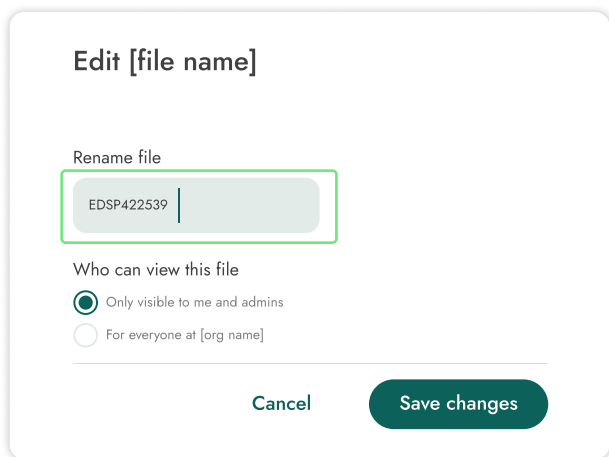 Edit [file name]
Rename file
EDSP422539
Who can view this file
Only visible to me and admins
For everyone at [org name]
Cancel
Save changes